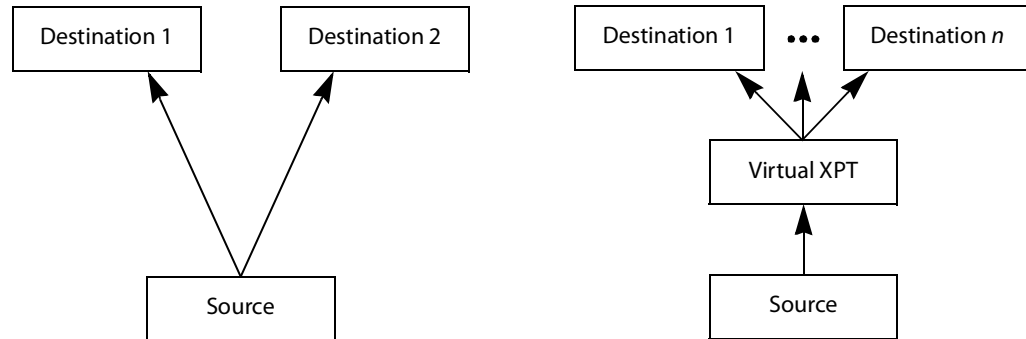 Destination 1
Destination 2
Source
Destination 1
Destination n
Virtual XPT
Source